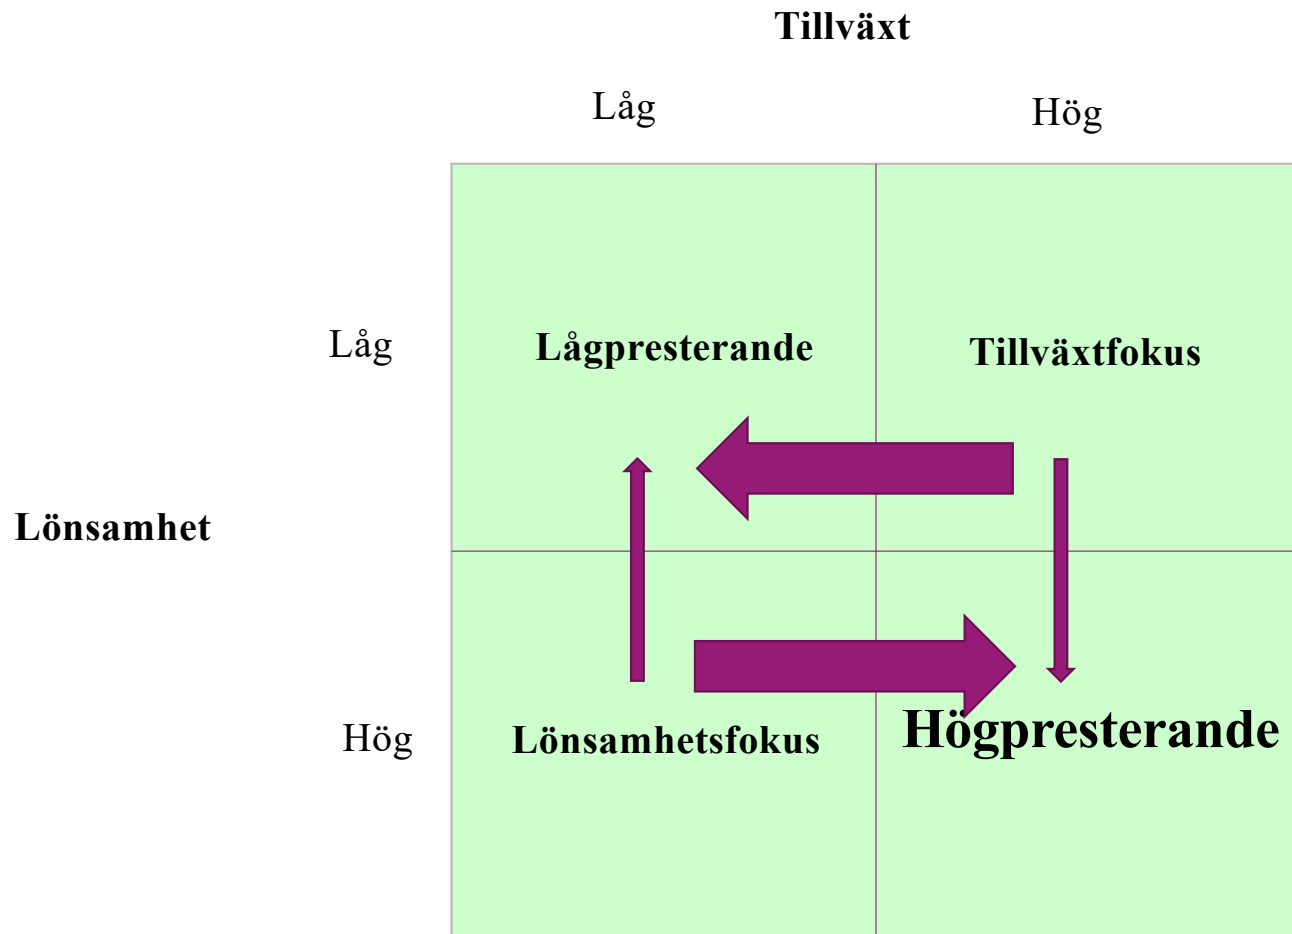 Tillväxt
Låg
Hög
Låg
Lågpresterande
Tillväxtfokus
Lönsamhet
Hög
Lönsamhetsfokus
Högpresterande